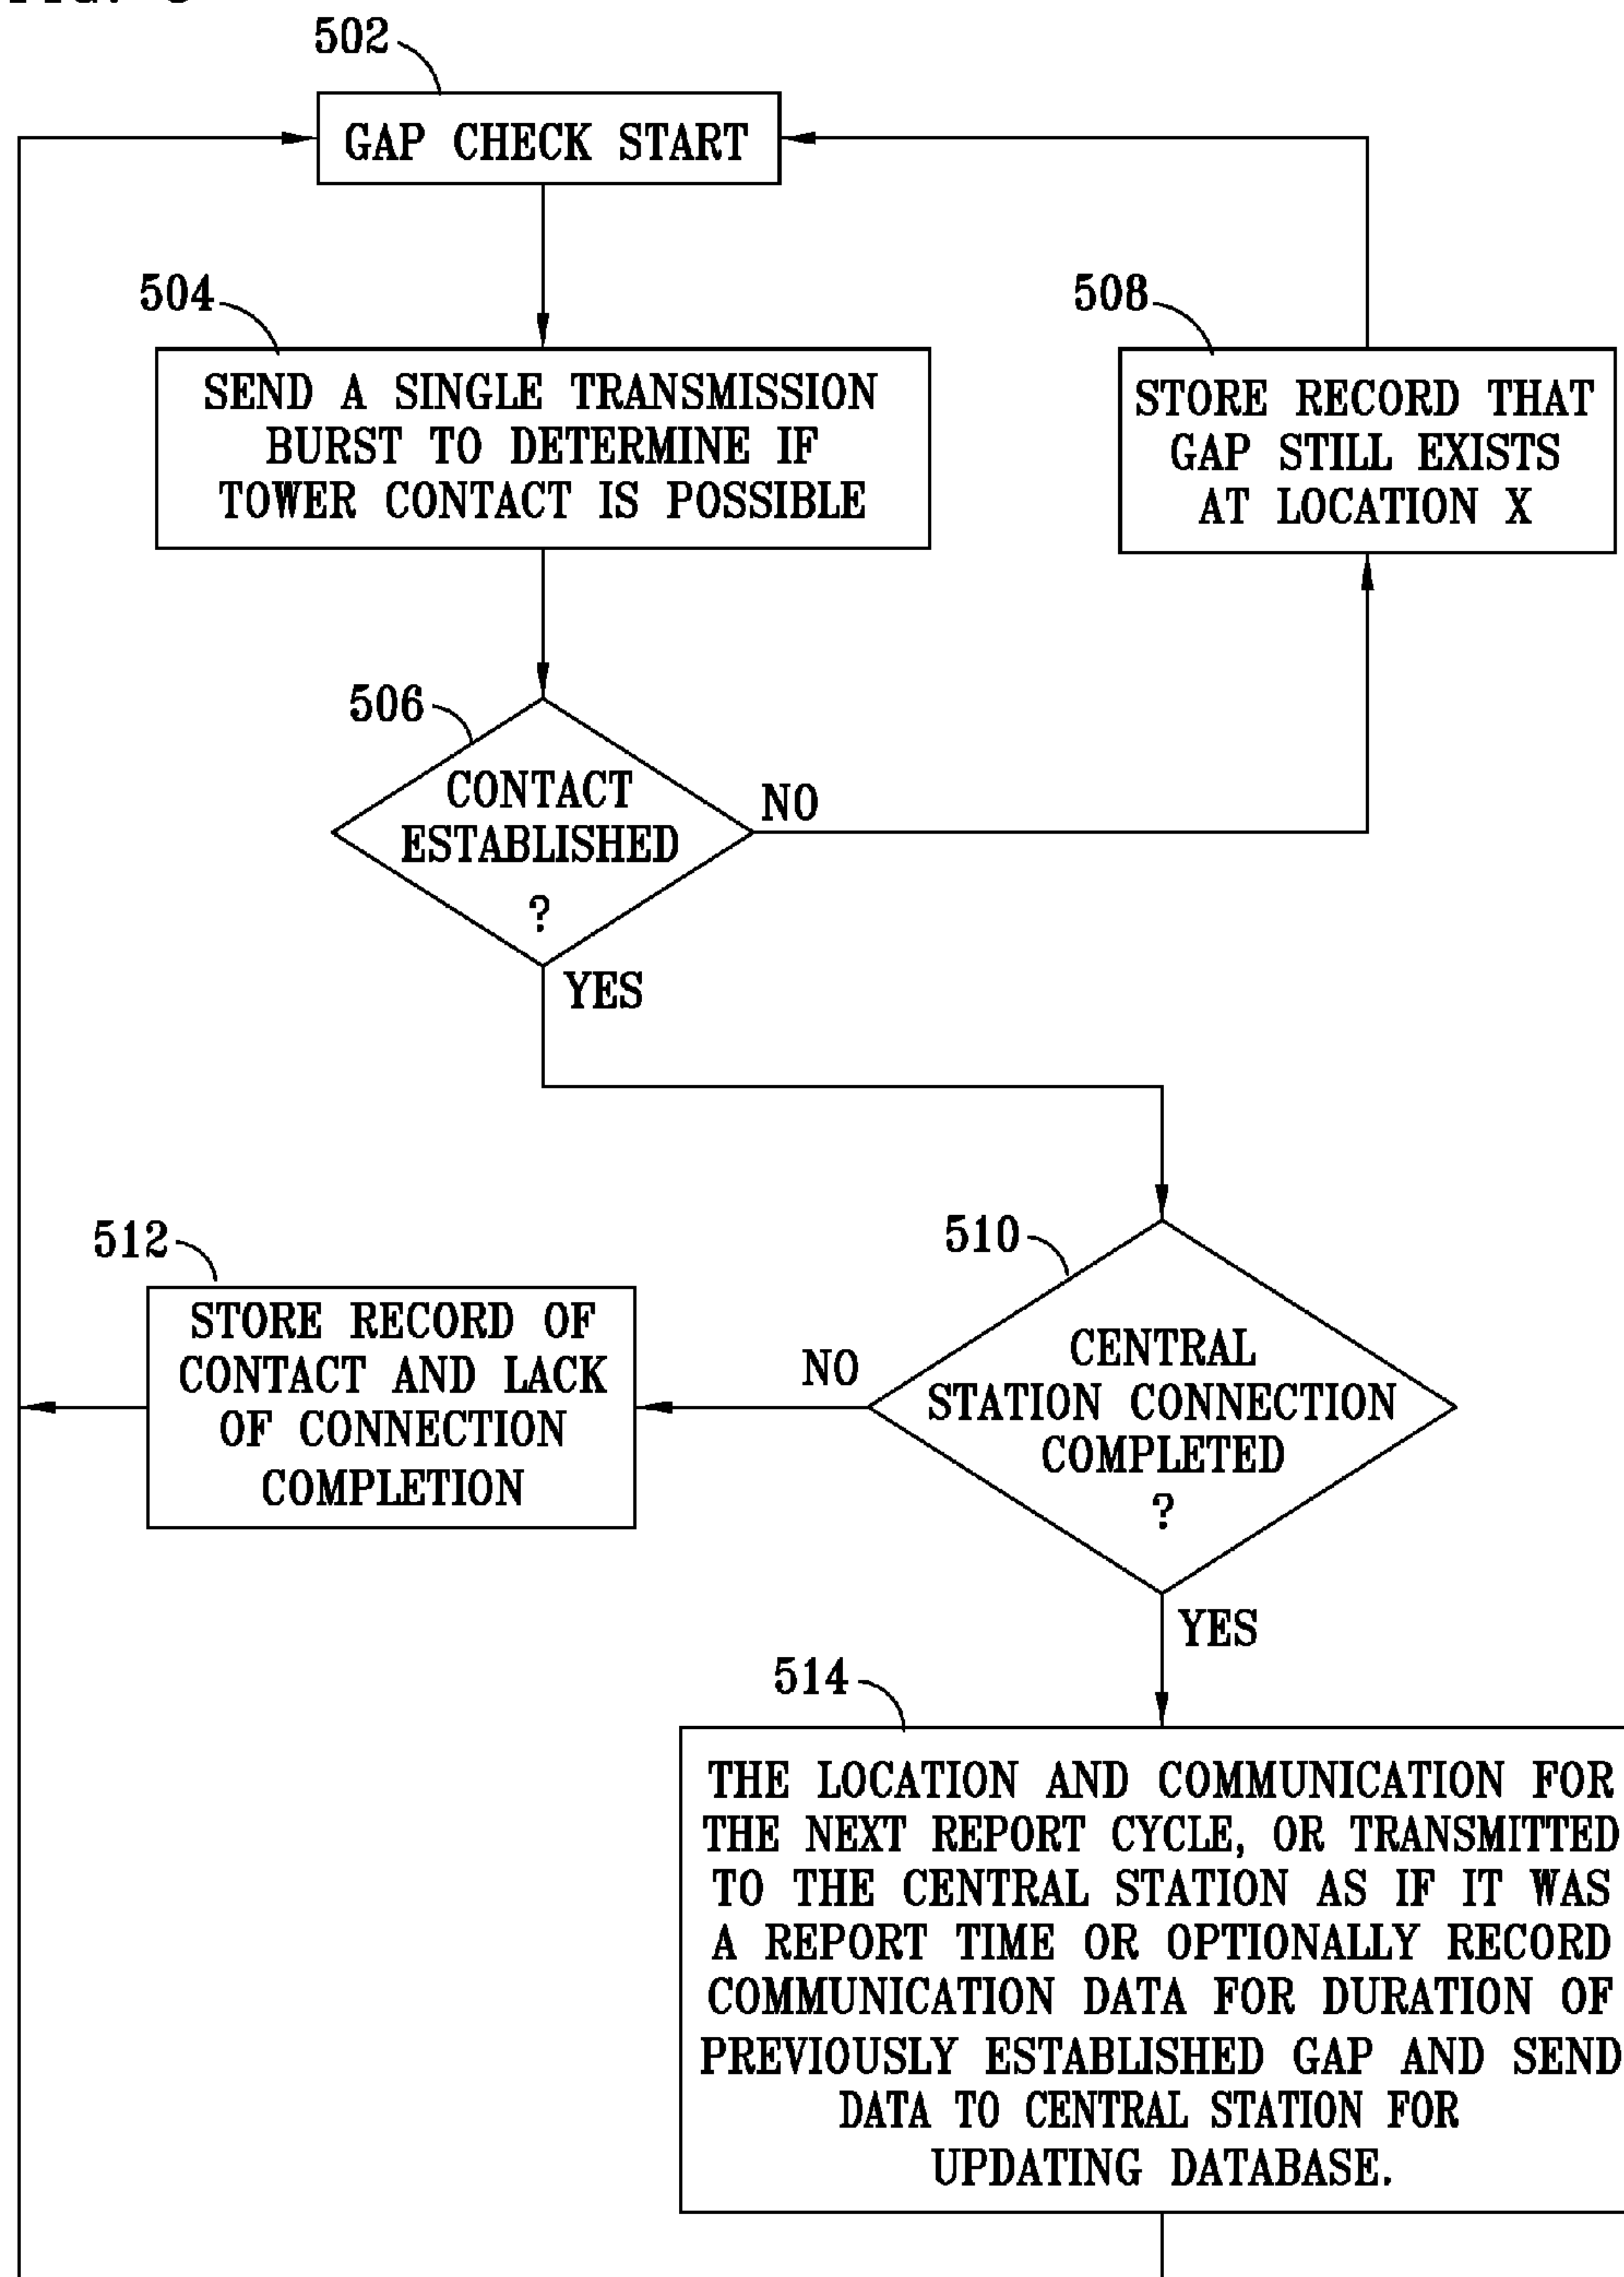 502
GAP CHECK START
504
SEND A SINGLE TRANSMISSION
BURST TO DETERMINE IF
TOWER CONTACT IS POSSIBLE
508
STORE RECORD THAT
GAP STILL EXISTS
AT LOCATION X
506
CONTACT
ESTABLISHED
?
NO
YES
512
STORE RECORD OF
CONTACT AND LACK
OF CONNECTION
COMPLETION
NO
510
CENTRAL
STATION CONNECTION
COMPLETED
?
YES
514
THE LOCATION AND COMMUNICATION FOR
THE NEXT REPORT CYCLE, OR TRANSMITTED
TO THE CENTRAL STATION AS IF IT WAS
A REPORT TIME OR OPTIONALLY RECORD
COMMUNICATION DATA FOR DURATION OF
PREVIOUSLY ESTABLISHED GAP AND SEND
DATA TO CENTRAL STATION FOR
UPDATING DATABASE.